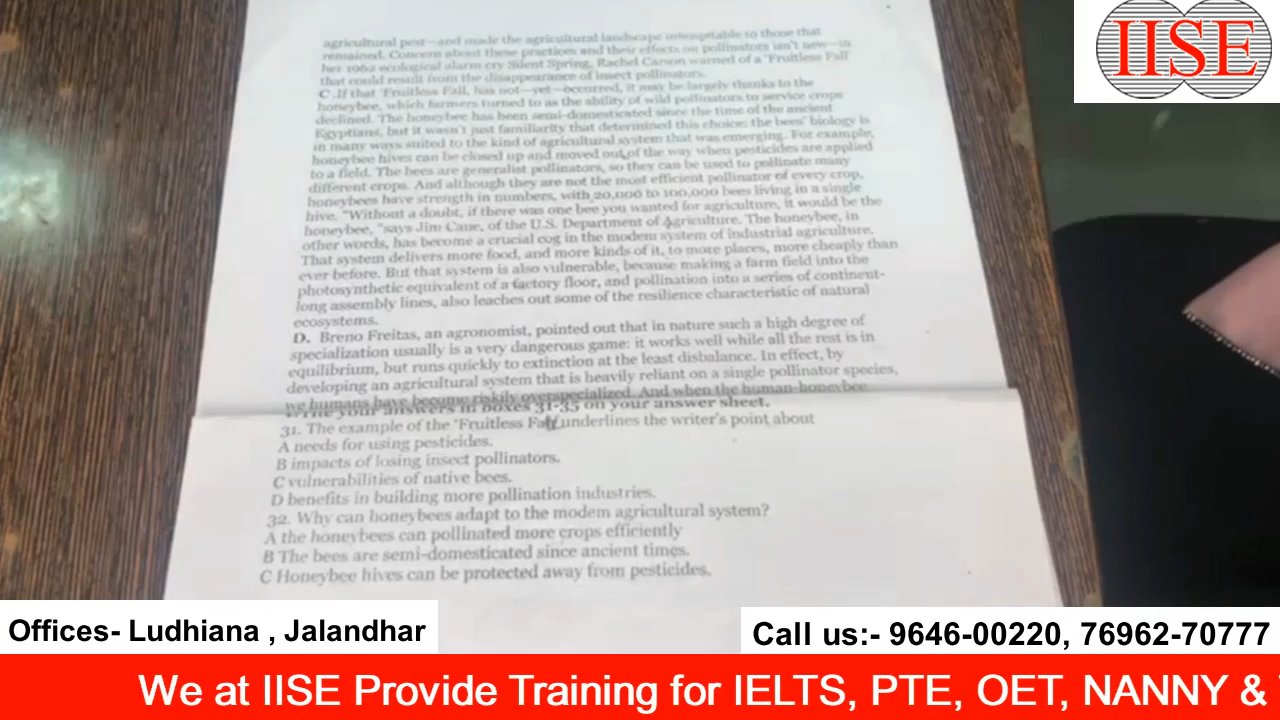 agricultural pest—and made the agricultural landscape inhospitable to those that
remained. Concern about these practices and their effects on pollinators isn't new—in
her 1962 ecological alarm cry Silent Spring, Rachel Carson warned of a 'Fruitless Fall'
that could result from the disappearance of insect pollinators.
C .If that 'Fruitless Fall, has not—yet—occurred, it may be largely thanks to the
honeybee, which farmers turned to as the ability of wild pollinators to service crops
declined. The honeybee has been semi-domesticated since the time of the ancient
Egyptians, but it wasn't just familiarity that determined this choice: the bees' biology is
in many ways suited to the kind of agricultural system that was emerging. For example,
honeybee hives can be closed up and moved out of the way when pesticides are applied
to a field. The bees are generalist pollinators, so they can be used to pollinate many
different crops. And although they are not the most efficient pollinator of every crop,
honeybees have strength in numbers, with 20,000 to 100,000 bees living in a single
hive. "Without a doubt, if there was one bee you wanted for agriculture, it would be the
honeybee, "says Jim Cane, of the U.S. Department of Agriculture. The honeybee, in
other words, has become a crucial cog in the modem system of industrial agriculture.
That system delivers more food, and more kinds of it, to more places, more cheaply than
ever before. But that system is also vulnerable, because making a farm field into the
photosynthetic equivalent of a factory floor, and pollination into a series of continent-
long assembly lines, also leaches out some of the resilience characteristic of natural
ecosystems.
D. Breno Freitas, an agronomist, pointed out that in nature such a high degree of
specialization usually is a very dangerous game: it works well while all the rest is in
equilibrium, but runs quickly to extinction at the least disbalance. In effect, by
developing an agricultural system that is heavily reliant on a single pollinator species,
we humans have become riskily overspecialized. And when the human-honeybee
Write your answers in boxes 31-35 on your answer sheet.
31. The example of the 'Fruitless Fall' underlines the writer's point about
A needs for using pesticides.
B impacts of losing insect pollinators.
C vulnerabilities of native bees.
D benefits in building more pollination industries.
32. Why can honeybees adapt to the modem agricultural system?
A the honeybees can pollinated more crops efficiently
B The bees are semi-domesticated since ancient times.
C Honeybee hives can be protected away from pesticides.
IISE
Offices- Ludhiana , Jalandhar
Call us:- 9646-00220, 76962-70777
We at IISE Provide Training for IELTS, PTE, OET, NANNY &